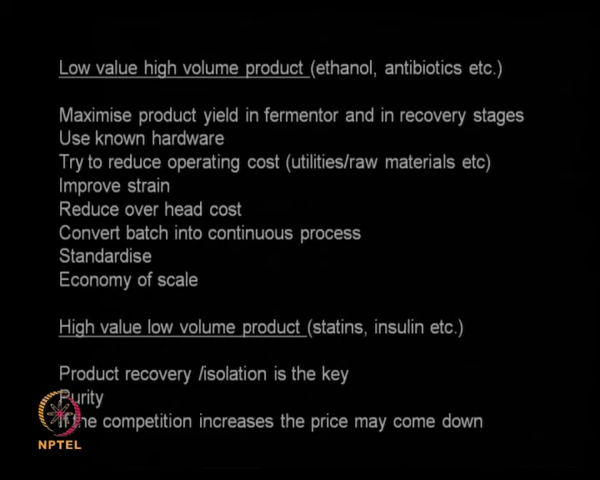 Low value high volume product (ethanol, antibiotics etc.)
Maximise product yield in fermentor and in recovery stages
Use known hardware
Try to reduce operating cost (utilities/raw materials etc)
Improve strain
Reduce over head cost
Convert batch into continuous process
Standardise
Economy of scale
High value low volume product (statins, insulin etc.)
Product recovery /isolation is the key
Purity
If the competition increases the price may come down
NPTEL